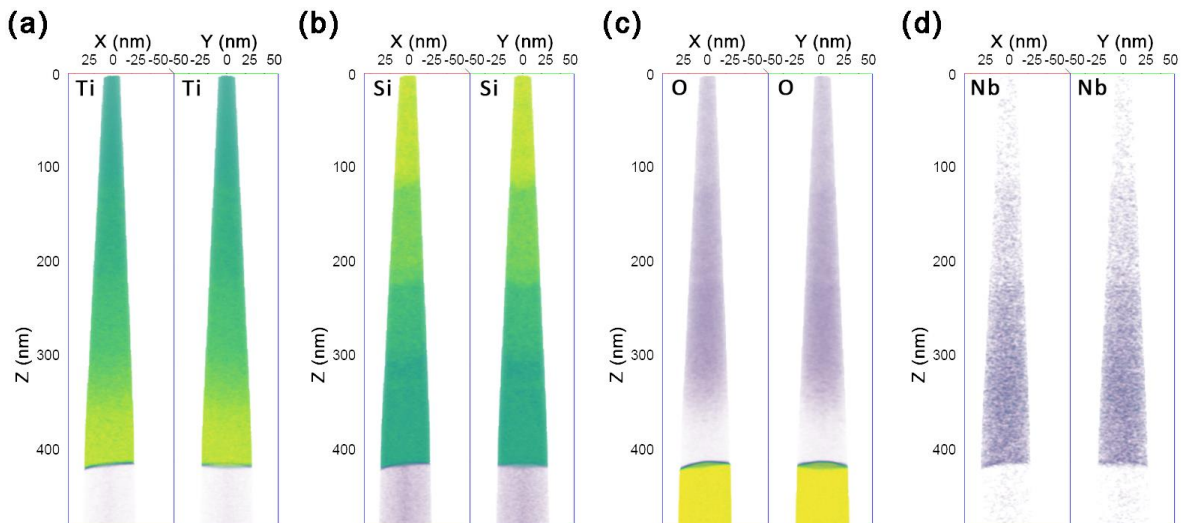 (a) (b) (c) (d)
X (nm) Y (nm) X (nm) Y (nm) X (nm) Y (nm) X (nm) Y (nm)
25 0 -25 -50 -50 -25 0 25 50 25 0 -25 -50 -50 -25 0 25 50 25 0 -25 -50 -50 -25 0 25 50 25 0 -25 -50 -50 -25 0 25 50
0 Ti Ti 0 Si Si 0 O O 0 Nb Nb
100 100 100 100
200 200 200 200
300 300 300 300
Z (nm) Z (nm) Z (nm) Z (nm)
400 400 400 400